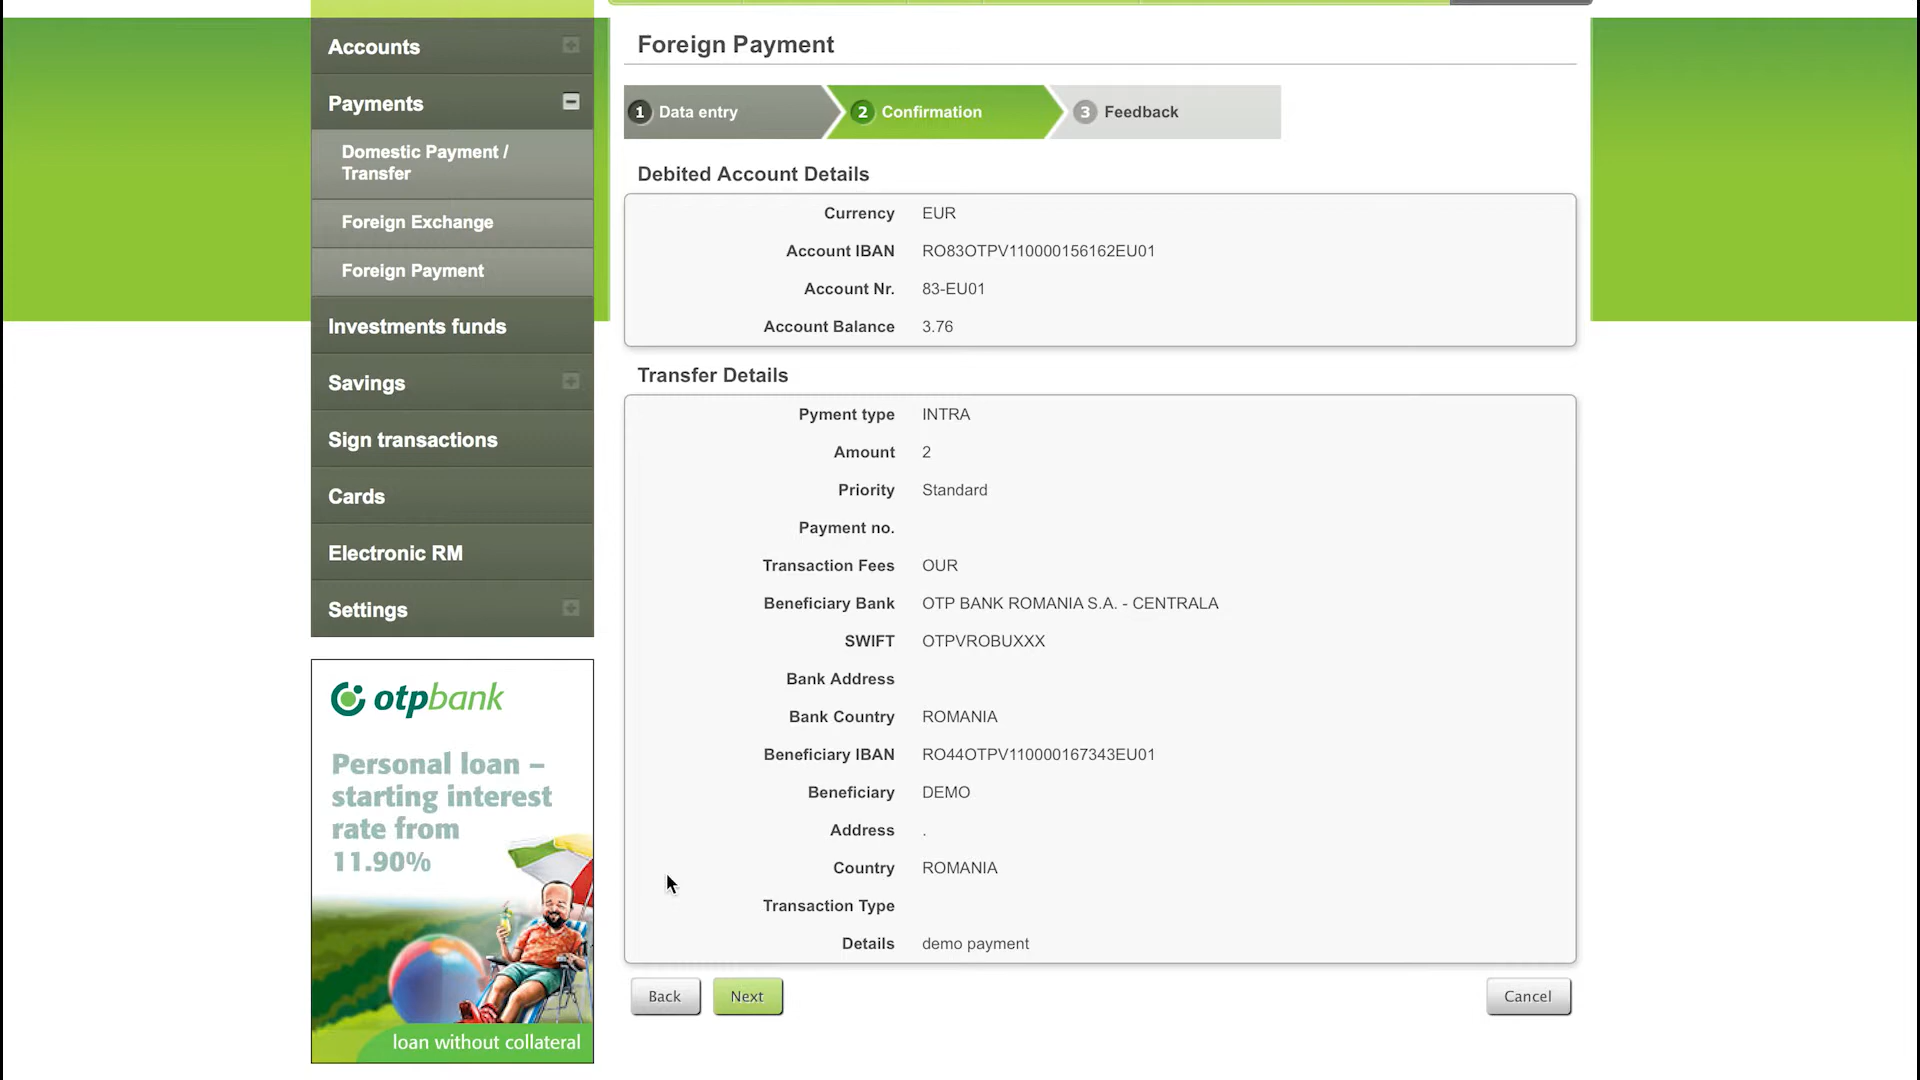 Accounts
Payments
Domestic Payment /
Transfer
Foreign Exchange
Foreign Payment
Investments funds
Savings
Sign transactions
Cards
Electronic RM
Settings
otpbank
Personal loan –
starting interest
rate from
11.90%
loan without collateral
Foreign Payment
1 Data entry
2 Confirmation
3 Feedback
Debited Account Details
Currency EUR
Account IBAN RO83OTPV110000156162EU01
Account Nr. 83-EU01
Account Balance 3.76
Transfer Details
Pyment type INTRA
Amount 2
Priority Standard
Payment no.
Transaction Fees OUR
Beneficiary Bank OTP BANK ROMANIA S.A. - CENTRALA
SWIFT OTPVROBUXXX
Bank Address
Bank Country ROMANIA
Beneficiary IBAN RO44OTPV110000167343EU01
Beneficiary DEMO
Address .
Country ROMANIA
Transaction Type
Details demo payment
Back
Next
Cancel